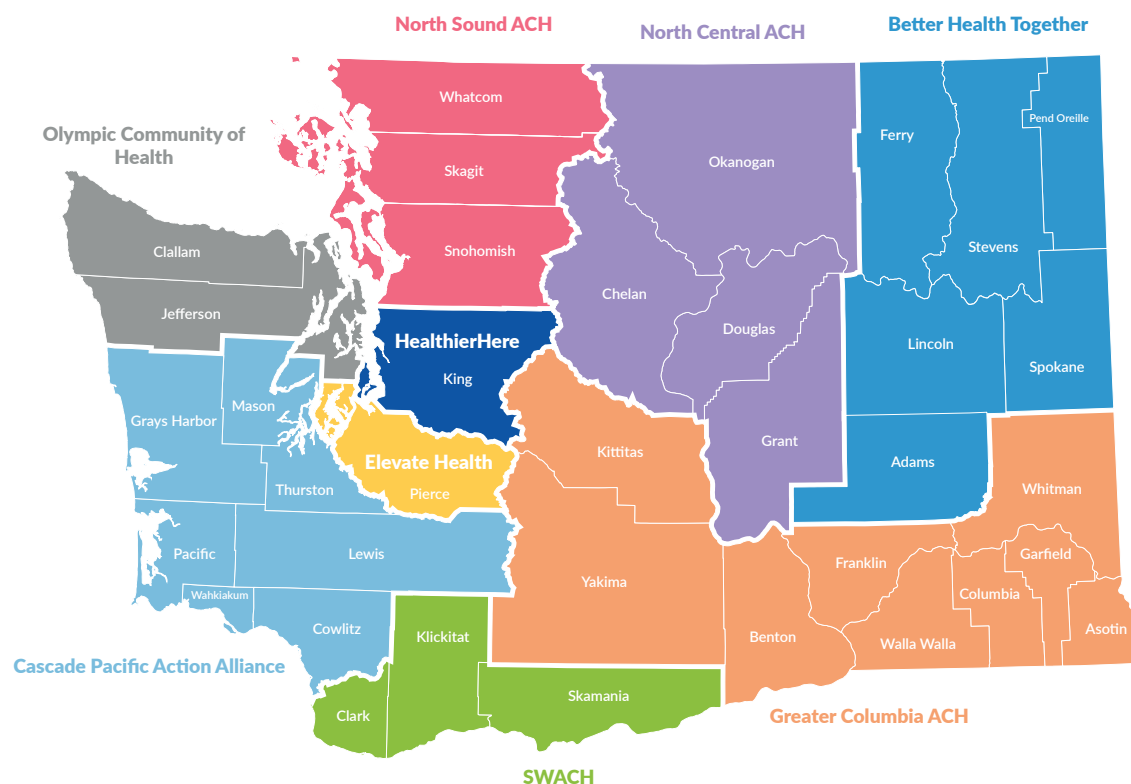 North Sound ACH
North Central ACH
Better Health Together
Olympic Community of
Health
Whatcom
Skagit
Snohomish
Okanogan
Chelan
Douglas
Grant
Ferry
Pend Oreille
Stevens
Lincoln
Spokane
Adams
Clallam
Jefferson
HealthierHere
King
Grays Harbor
Mason
Thurston
Elevate Health
Pierce
Kittitas
Whitman
Pacific
Lewis
Wahkiakum
Cowlitz
Yakima
Franklin
Garfield
Columbia
Benton
Walla Walla
Asotin
Klickitat
Skamania
Clark
Cascade Pacific Action Alliance
Greater Columbia ACH
SWACH